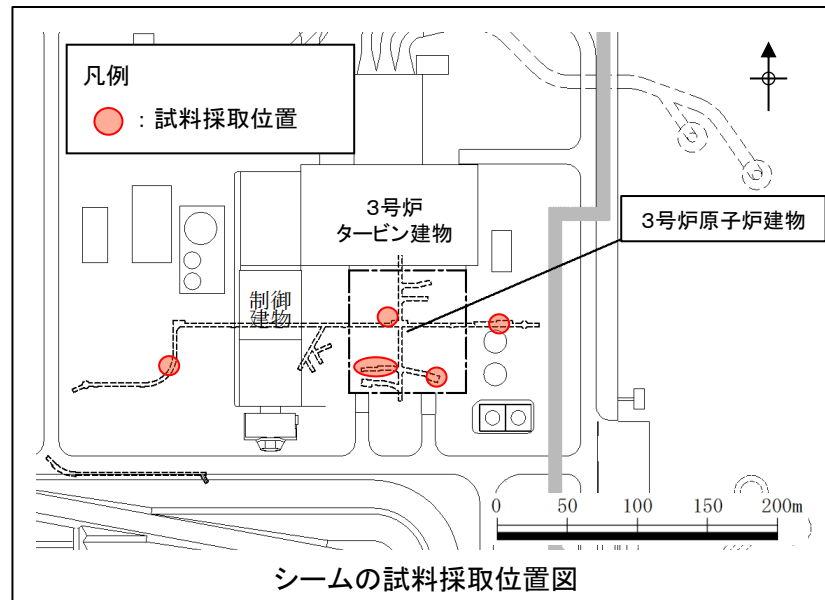 凡例
：試料採取位置
3号炉
タービン建物
3号炉原子炉建物
制御
建物
0 50 100 150 200m
シームの試料採取位置図